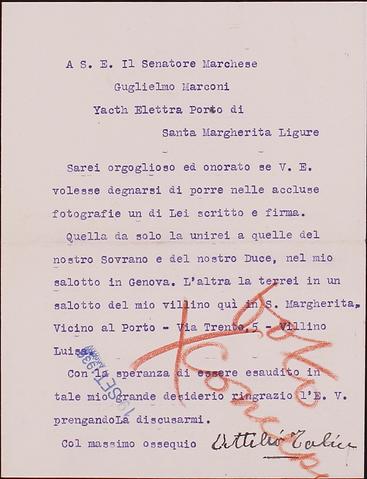 A S. E. Il Senatore Marchese
Guglielmo Marconi
Yacth Elettra Porto di
Santa Margherita Ligure
Sarei orgoglioso ed onorato se V. E.
volesse degnarsi di porre nelle accluse
fotografie un di Lei scritto e firma.
Quella da solo la unirei a quelle del
nostro Sovrano e del nostro Duce, nel mio
salotto in Genova. L'altra la terrei in un
salotto del mio villino quì in S. Margherita,
Vicino al Porto - Via Trento,5 - Villino
Luisa.
Con la speranza di essere esaudito in
tale mio grande desiderio ringrazio l'E. V.
prengandoLa discusarmi.
Col massimo ossequio
SET. 193
foto